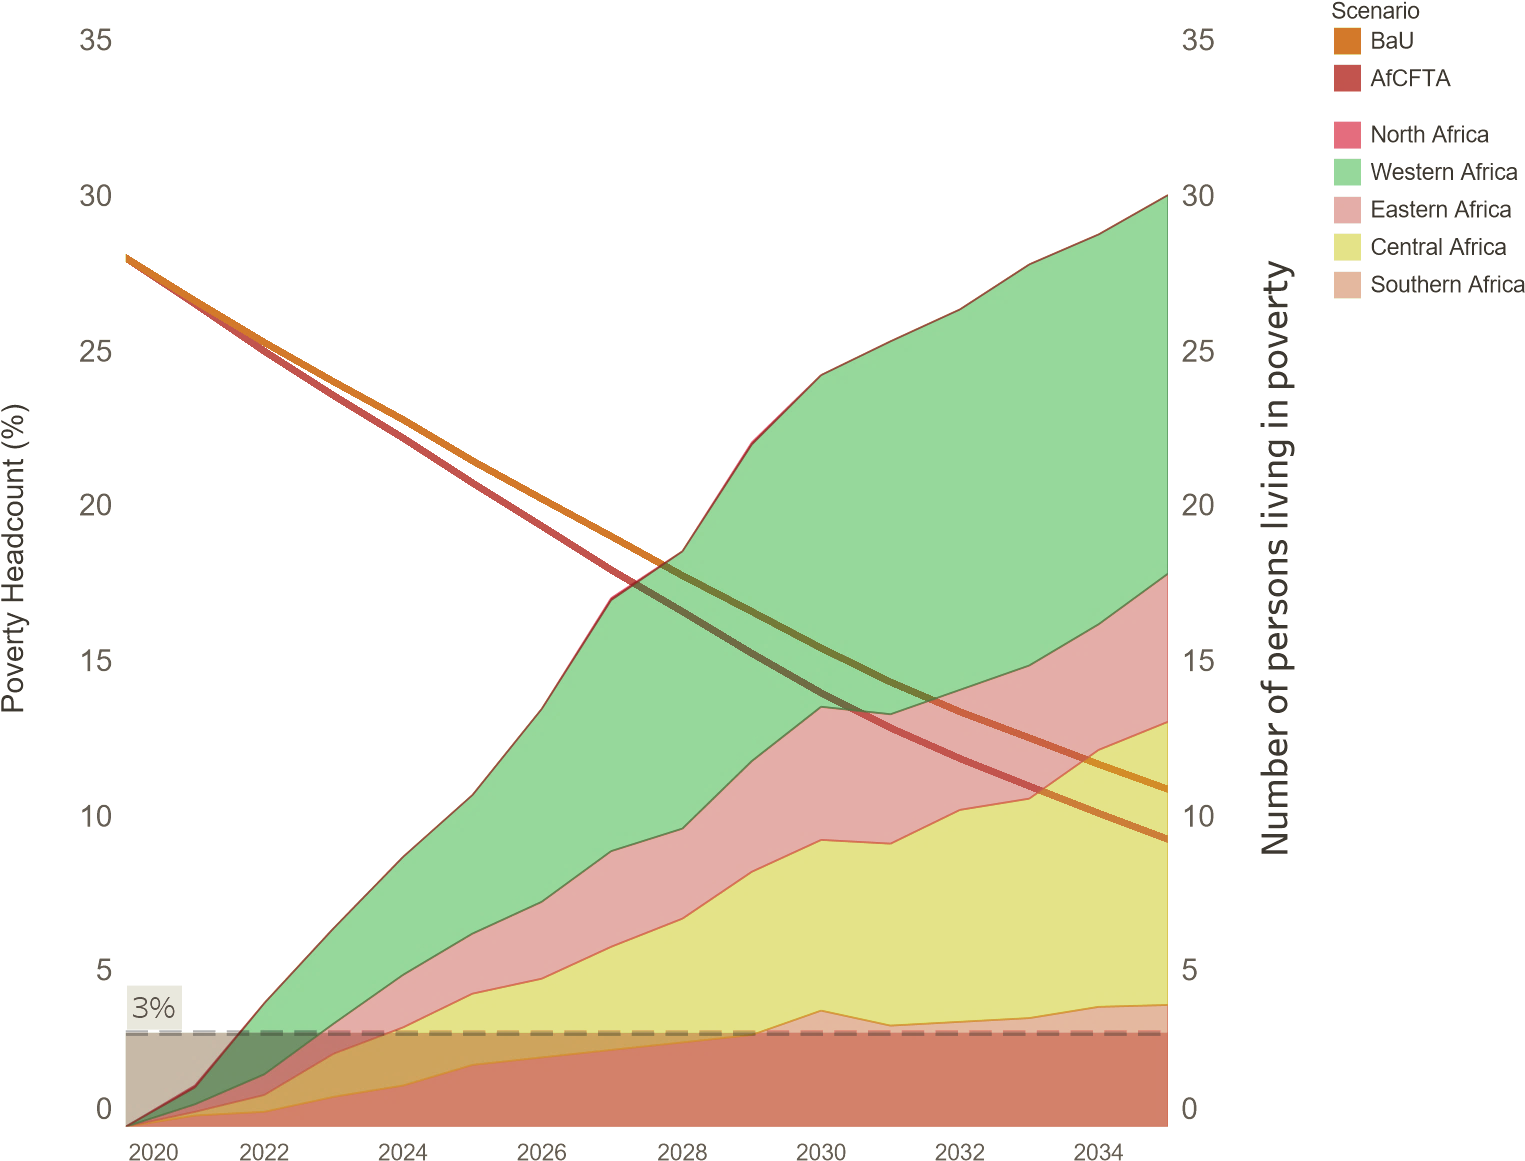 Scenario
BaU
AfCFTA
North Africa
Western Africa
Eastern Africa
Central Africa
Southern Africa
Poverty Headcount (%)
35
30
25
20
15
10
5
0
3%
35
30
25
20
15
10
5
0
Number of persons living in poverty
2020 2022 2024 2026 2028 2030 2032 2034